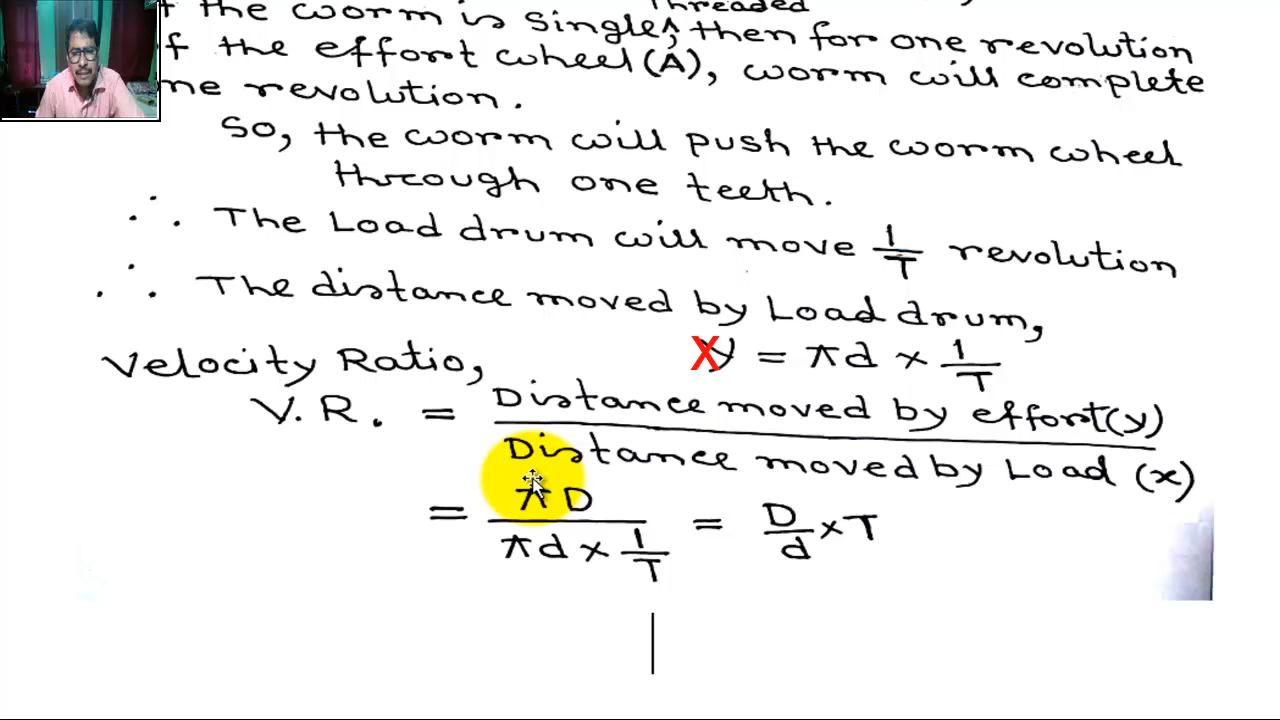 the worm is Single Threaded, then for one revolution
f the effort wheel (A), worm will complete
ne revolution.
So, the worm will push the worm wheel
through one teeth.
∴ The Load drum will move 1/T revolution
∴ The distance moved by Load drum,
X = πd × 1/T
Velocity Ratio,
V.R. = Distance moved by effort(y) / Distance moved by Load (x)
= πD / πd × 1/T = D/d × T